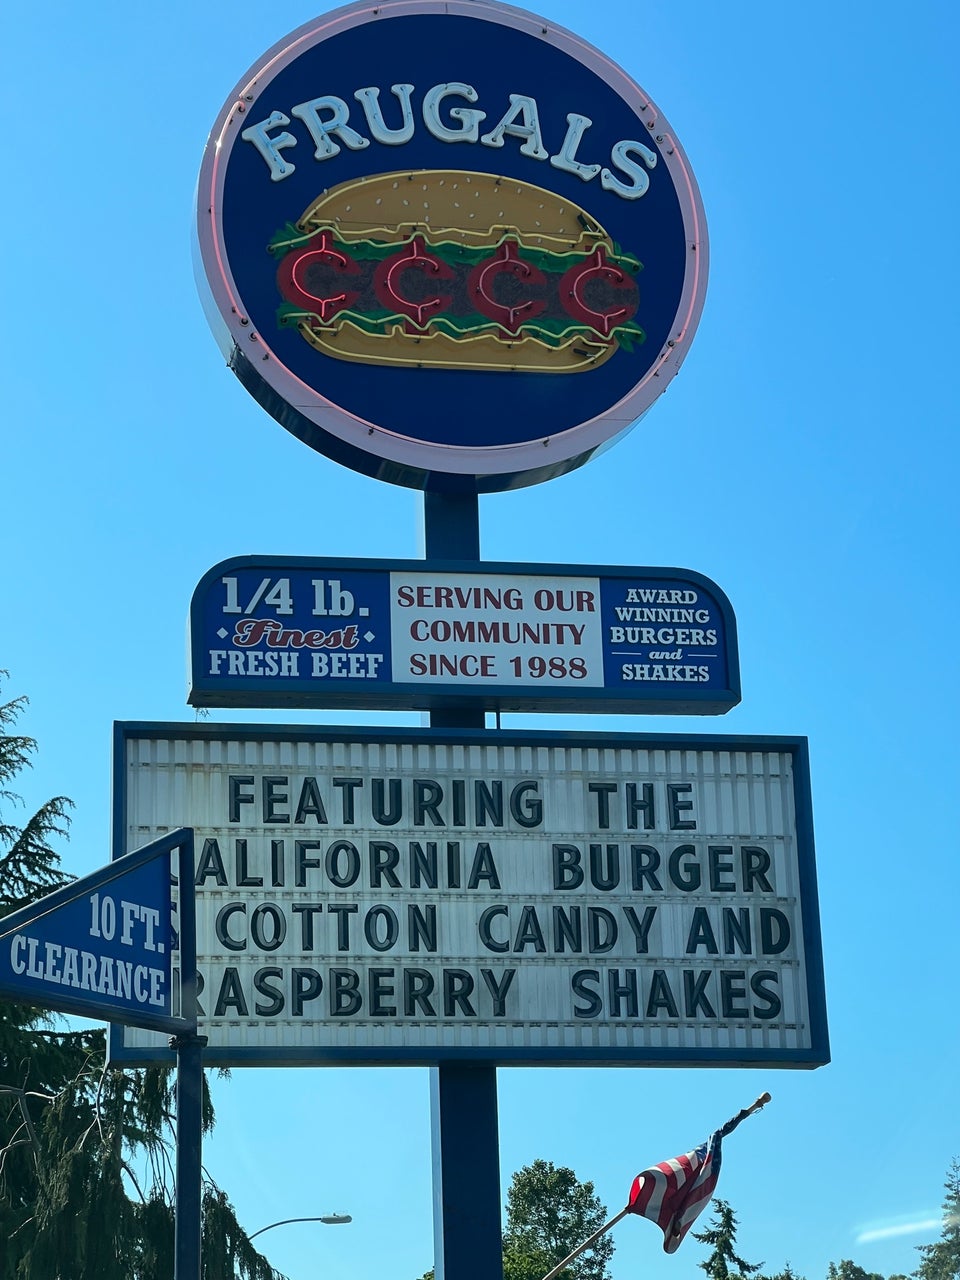 FRUGALS
¢¢¢¢
1/4 lb.
Finest
FRESH BEEF
SERVING OUR
COMMUNITY
SINCE 1988
AWARD
WINNING
BURGERS
and
SHAKES
FEATURING THE
CALIFORNIA BURGER
COTTON CANDY AND
RASPBERRY SHAKES
10 FT.
CLEARANCE